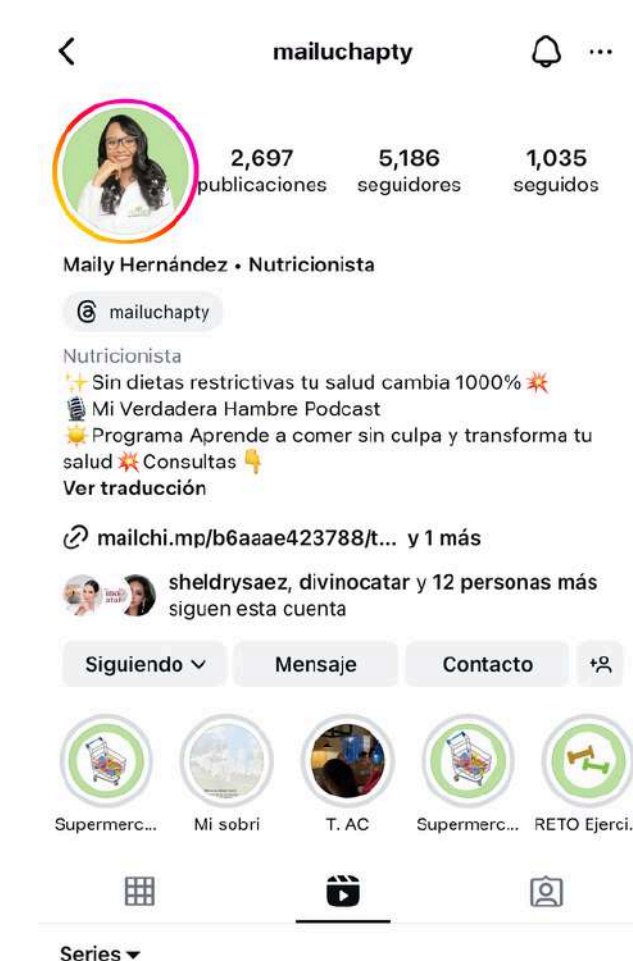 mailuchapty
2,697 5,186 1,035
publicaciones seguidores seguidos
Maily Hernández • Nutricionista
mailuchapty
Nutricionista
✨Sin dietas restrictivas tu salud cambia 1000%💥
🎙️Mi Verdadera Hambre Podcast
☀️Programa Aprende a comer sin culpa y transforma tu
salud💥Consultas👇
Ver traducción
mailchi.mp/b6aaae423788/t... y 1 más
sheldrysaez, divinocatar y 12 personas más
siguen esta cuenta
Siguiendo Mensaje Contacto
Supermerc... Mi sobri T. AC Supermerc... RETO Ejerci.
Series